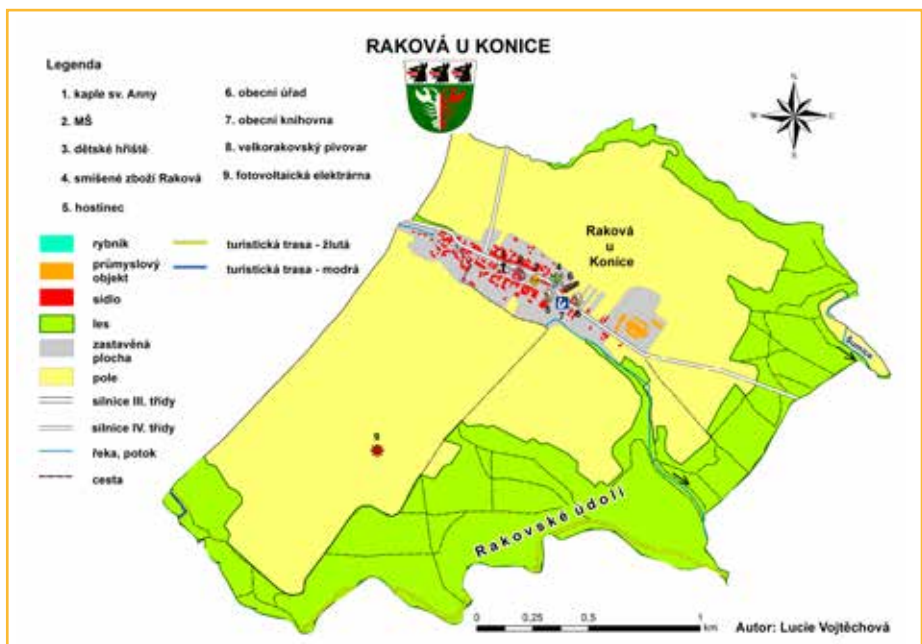 RAKOVÁ U KONICE
Legenda
1. kaple sv. Anny
2. MŠ
3. dětské hřiště
4. smíšené zboží Raková
5. hostinec
6. obecní úřad
7. obecní knihovna
8. velkorakovský pivovar
9. fotovoltaická elektrárna
rybník
průmyslový
objekt
sídlo
les
zastavěná
plocha
pole
silnice III. třídy
silnice IV. třídy
řeka, potok
cesta
turistická trasa - žlutá
turistická trasa - modrá
N
W
E
S
Raková
u
Konice
1
7
9
Šumice
Rakovské údolí
0 0,25 0,5 1
km
Autor: Lucie Vojtěchová